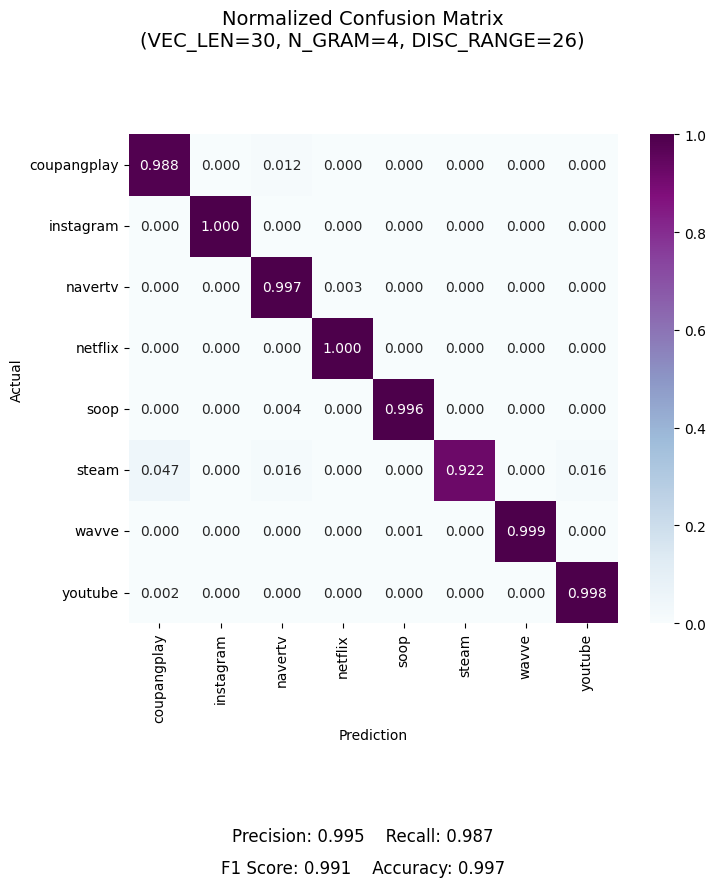 Normalized Confusion Matrix
(VEC_LEN=30, N_GRAM=4, DISC_RANGE=26)
coupangplay 0.988 0.000 0.012 0.000 0.000 0.000 0.000 0.000
instagram 0.000 1.000 0.000 0.000 0.000 0.000 0.000 0.000
navertv 0.000 0.000 0.997 0.003 0.000 0.000 0.000 0.000
netflix 0.000 0.000 0.000 1.000 0.000 0.000 0.000 0.000
soop 0.000 0.000 0.004 0.000 0.996 0.000 0.000 0.000
steam 0.047 0.000 0.016 0.000 0.000 0.922 0.000 0.016
wavve 0.000 0.000 0.000 0.000 0.001 0.000 0.999 0.000
youtube 0.002 0.000 0.000 0.000 0.000 0.000 0.000 0.998
Actual
coupangplay instagram navertv netflix soop steam wavve youtube
Prediction
1.0
0.8
0.6
0.4
0.2
0.0
Precision: 0.995 Recall: 0.987
F1 Score: 0.991 Accuracy: 0.997